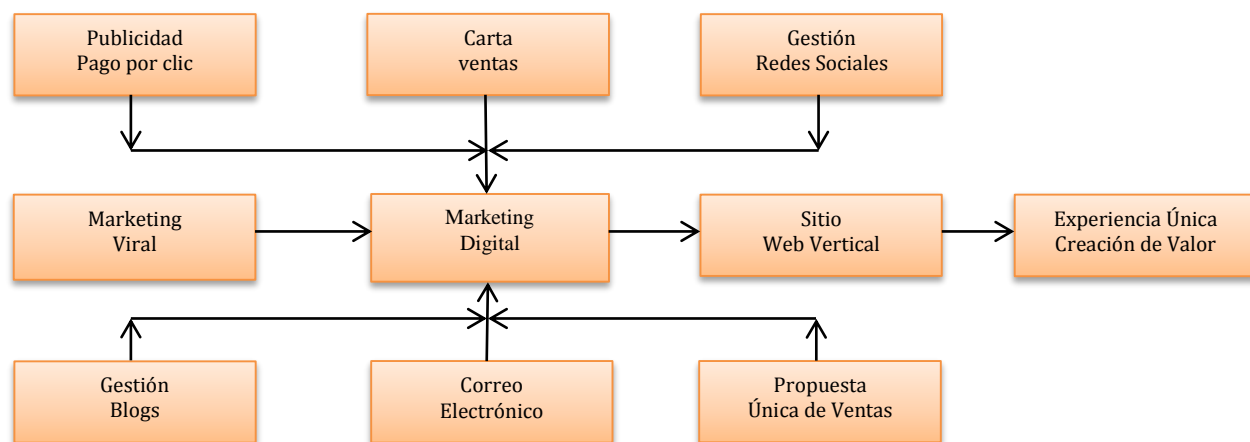 Publicidad
Pago por clic
Carta
ventas
Gestión
Redes Sociales
Marketing
Viral
Marketing
Digital
Sitio
Web Vertical
Experiencia Única
Creación de Valor
Gestión
Blogs
Correo
Electrónico
Propuesta
Única de Ventas